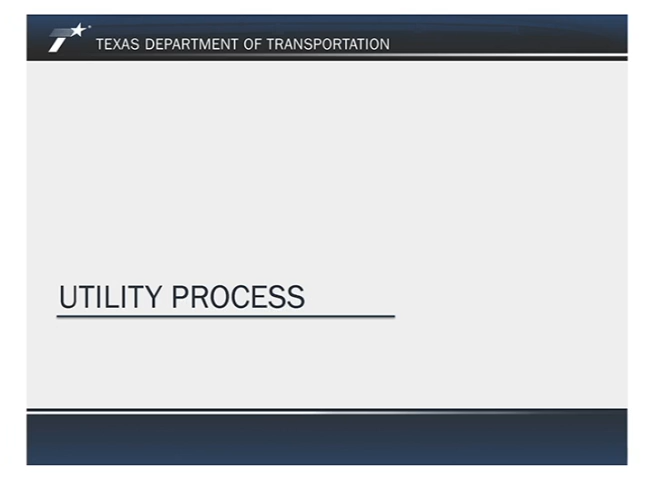 TEXAS DEPARTMENT OF TRANSPORTATION
UTILITY PROCESS